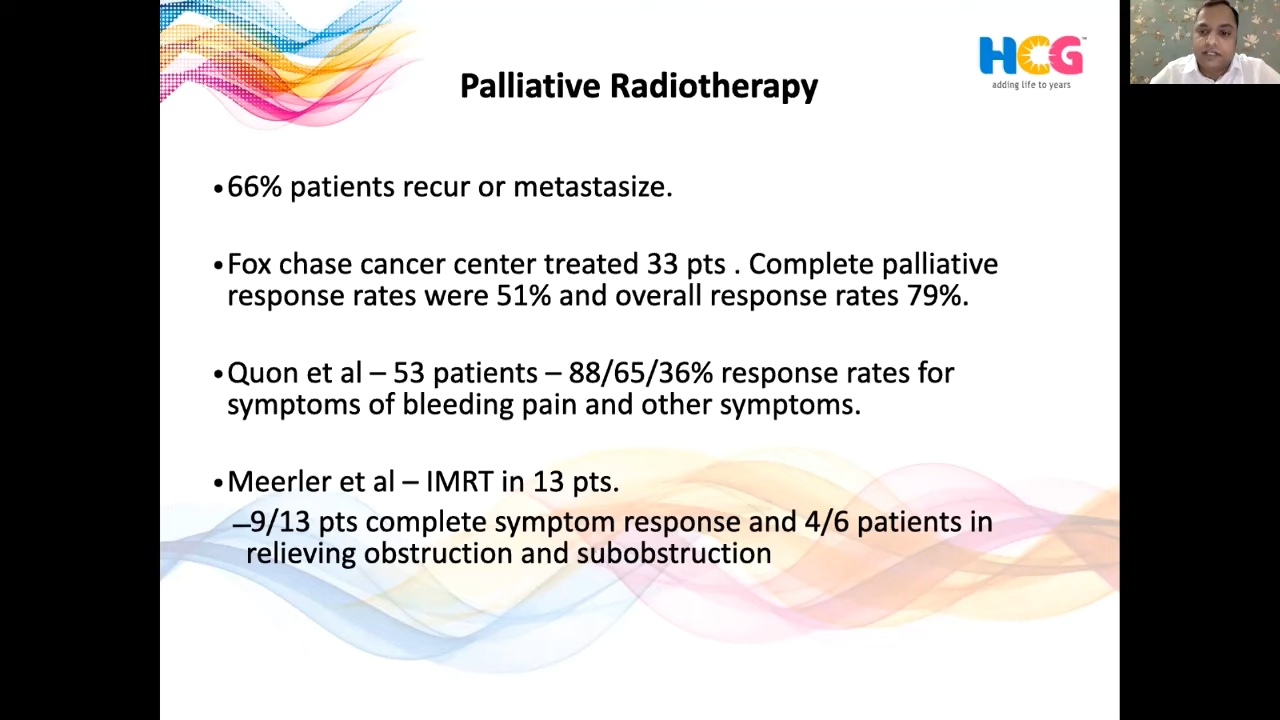 HCG™
adding life to years
Palliative Radiotherapy
•66% patients recur or metastasize.
•Fox chase cancer center treated 33 pts . Complete palliative
response rates were 51% and overall response rates 79%.
•Quon et al – 53 patients – 88/65/36% response rates for
symptoms of bleeding pain and other symptoms.
•Meerler et al – IMRT in 13 pts.
–9/13 pts complete symptom response and 4/6 patients in
relieving obstruction and subobstruction